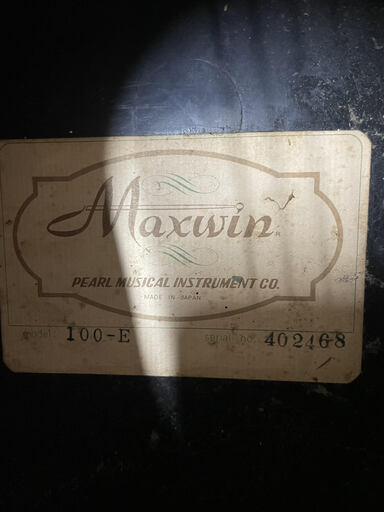 Maxwin
PEARL MUSICAL INSTRUMENT CO.
MADE IN JAPAN
model: 100-E serial no. 402468